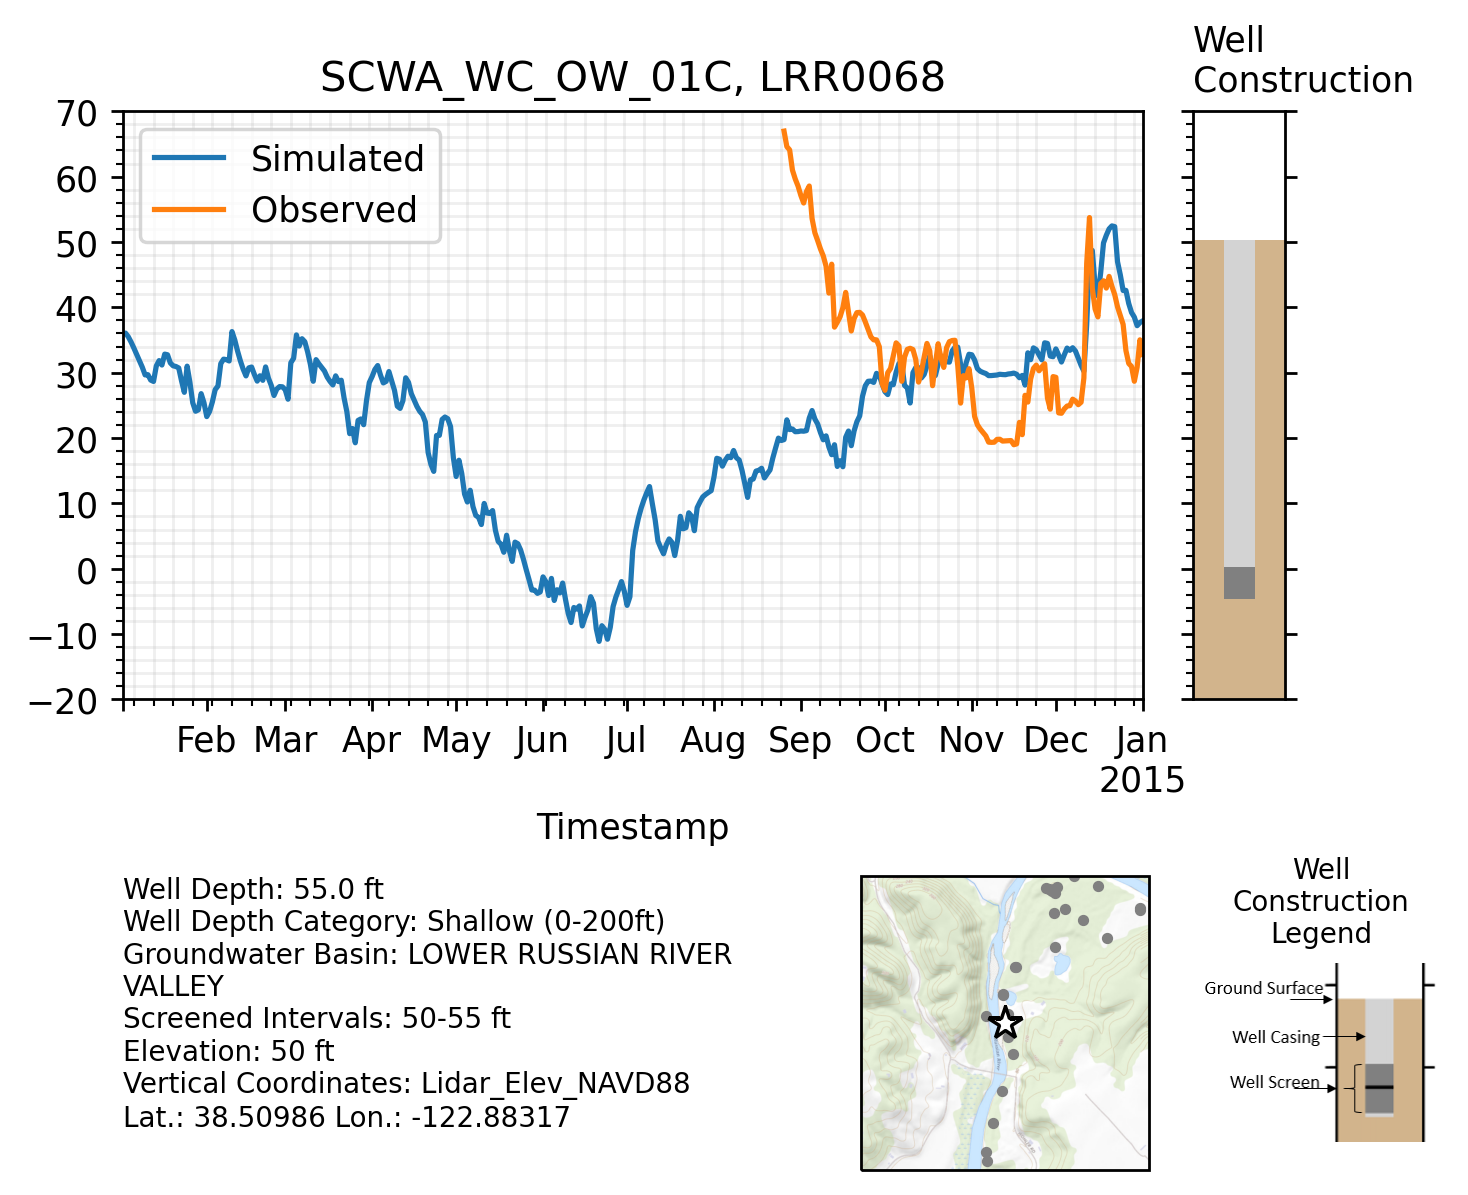 Well
Construction
SCWA_WC_OW_01C, LRR0068
70
60
50
40
30
20
10
0
−10
−20
Simulated
Observed
Feb Mar Apr May Jun Jul Aug Sep Oct Nov Dec Jan
2015
Timestamp
Well Depth: 55.0 ft
Well Depth Category: Shallow (0-200ft)
Groundwater Basin: LOWER RUSSIAN RIVER
VALLEY
Screened Intervals: 50-55 ft
Elevation: 50 ft
Vertical Coordinates: Lidar_Elev_NAVD88
Lat.: 38.50986 Lon.: -122.88317
Well
Construction
Legend
Ground Surface
Well Casing
Well Screen